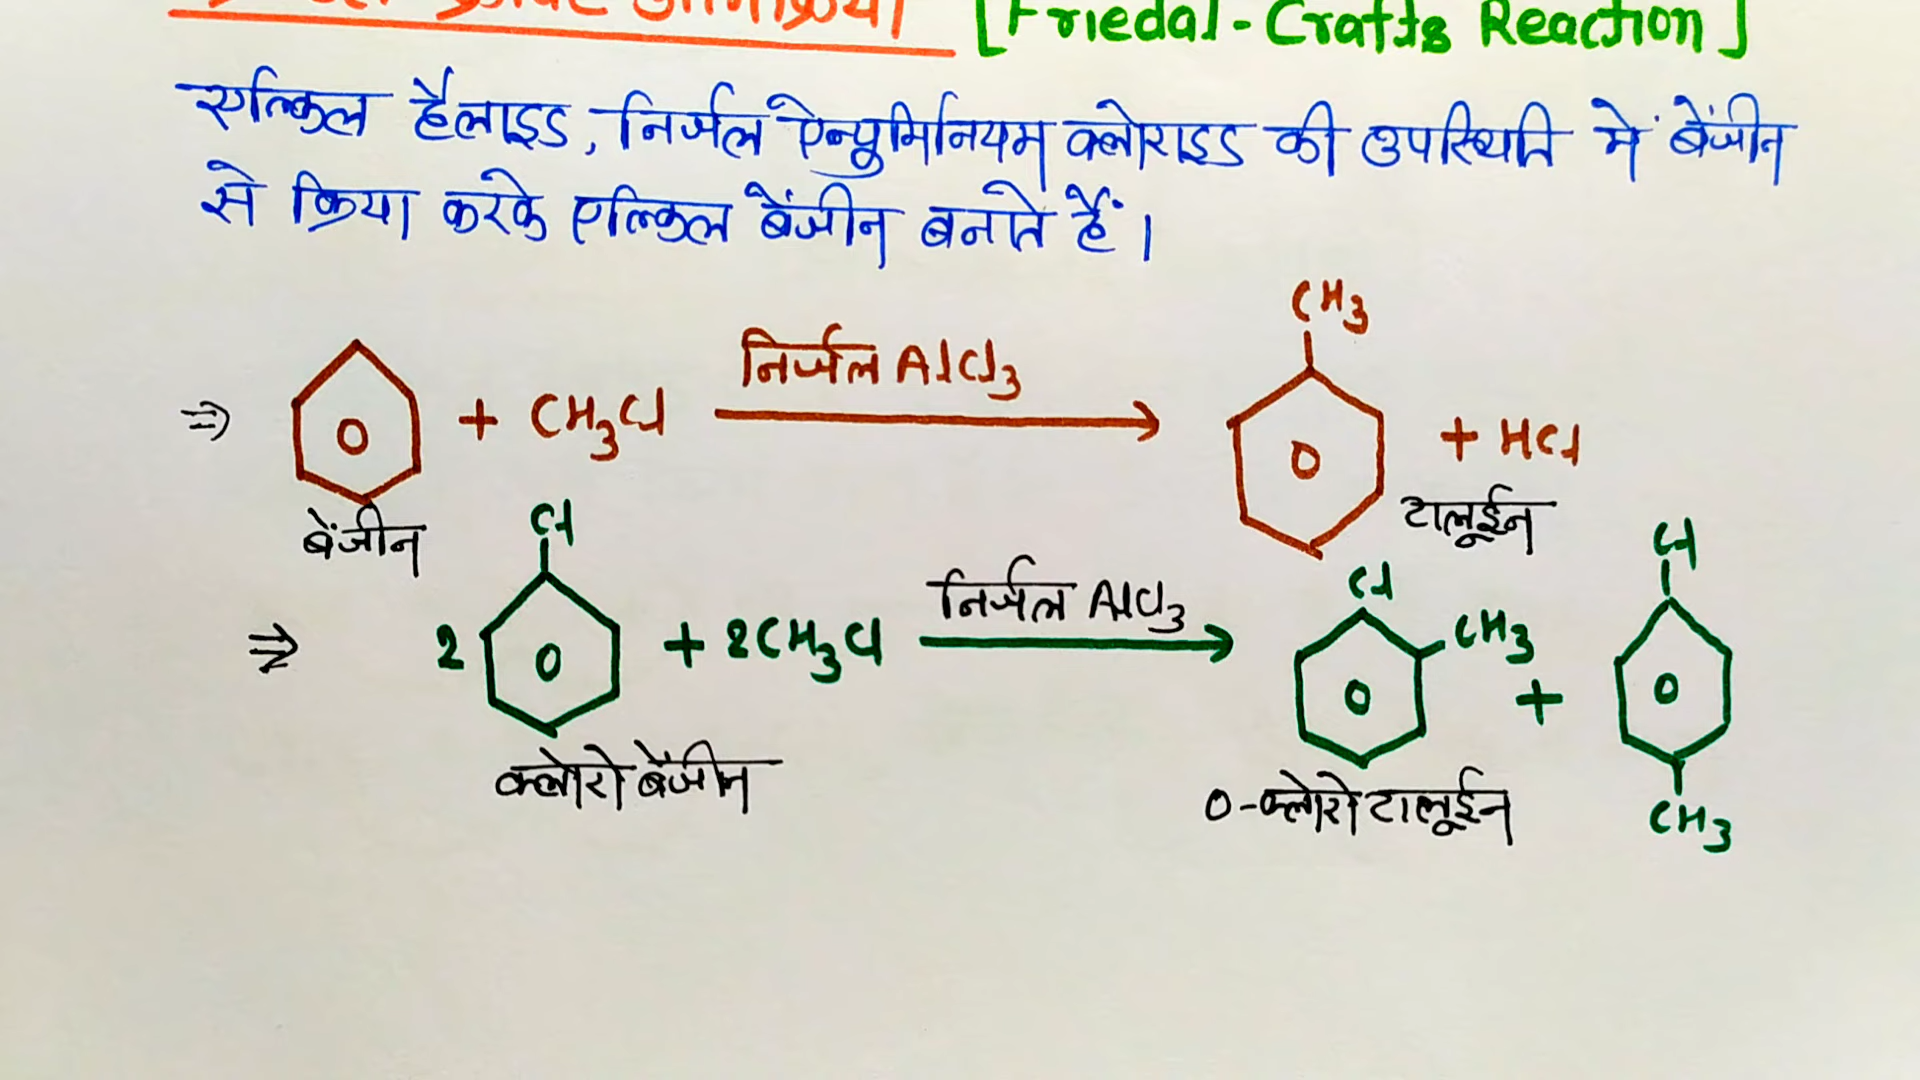 [Friedal-Crafts Reaction]
एल्किल हैलाइड, निर्जल ऐल्यूमिनियम क्लोराइड की उपस्थिति में बेंजीन
से क्रिया करके एल्किल बेंजीन बनाते हैं।
CH3
निर्जल AlCl3
⇒ + CH3Cl → + HCl
बेंजीन टालूईन
Cl Cl
निर्जल AlCl3 Cl
⇒ 2 + 2CH3Cl → CH3 +
क्लोरो बेंजीन o-क्लोरो टालूईन CH3